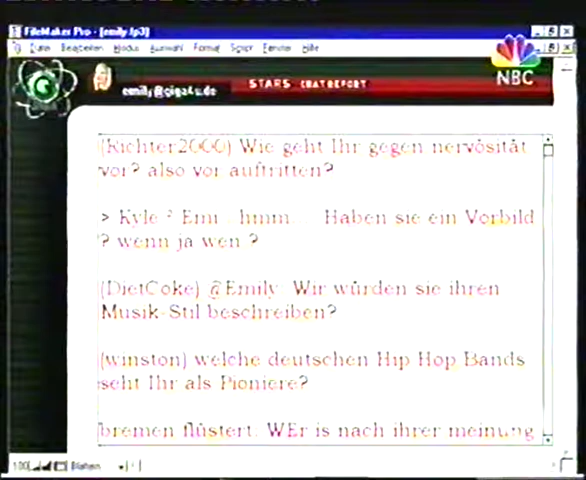 FileMaker Pro - [emily.fp3]
Datei Bearbeiten Modus Auswahl Format Script Fenster Hilfe
NBC
emily@giga4u.de
STARS CHATREPORT
(Richter2000) Wie geht Ihr gegen nervösität
vor? also vor auftritten?
> Kyle ² Emi : hmm ... Haben sie ein Vorbild
? wenn ja wen ?
(DietCoke) @Emily: Wir würden sie ihren
Musik-Stil beschreiben?
(winston) welche deutschen Hip Hop Bands
seht Ihr als Pioniere?
bremen flüstert: WEr is nach ihrer meinung
100
Blättern